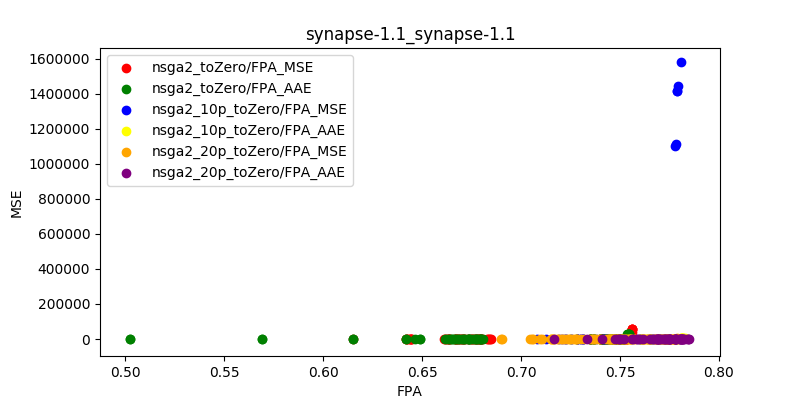 synapse-1.1_synapse-1.1
nsga2_toZero/FPA_MSE
nsga2_toZero/FPA_AAE
nsga2_10p_toZero/FPA_MSE
nsga2_10p_toZero/FPA_AAE
nsga2_20p_toZero/FPA_MSE
nsga2_20p_toZero/FPA_AAE
MSE
1600000
1400000
1200000
1000000
800000
600000
400000
200000
0
0.50 0.55 0.60 0.65 0.70 0.75 0.80
FPA